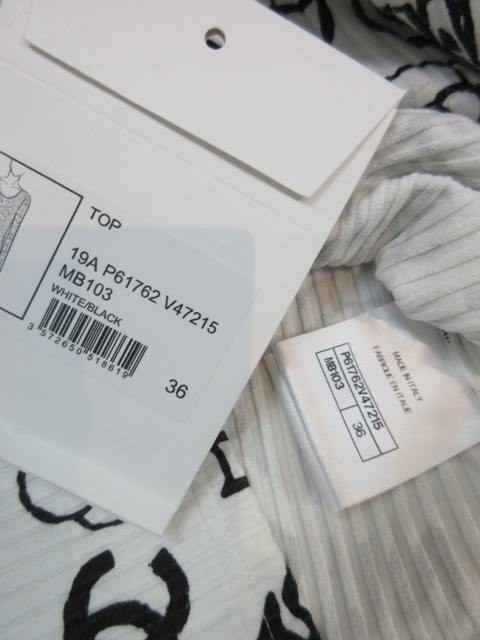 TOP
19A P61762 V47215
MB103
WHITE/BLACK
3 572650 518619
36
P61762V47215
MB103
36
MADE IN ITALY
FABRIQUE EN ITALIE